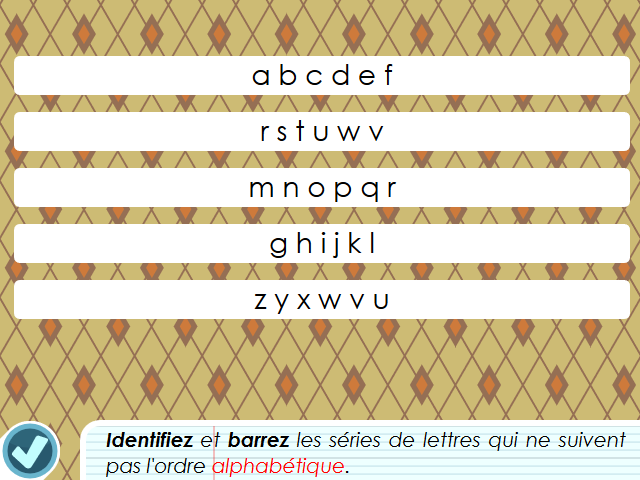 a b c d e f
r s t u w v
m n o p q r
g h i j k l
z y x w v u
Identifiez et barrez les séries de lettres qui ne suivent
pas l'ordre alphabétique.